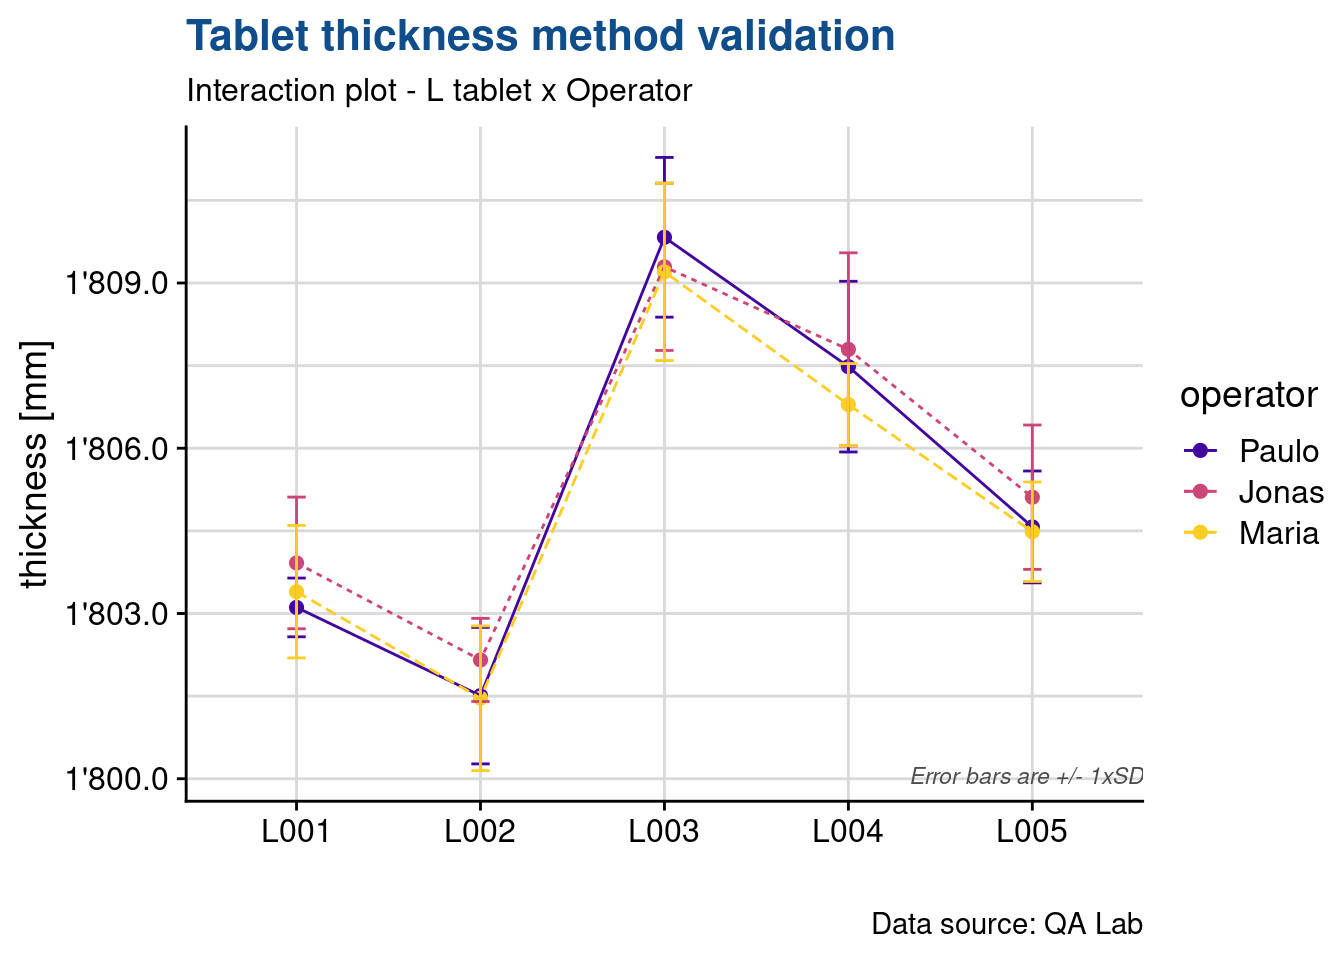 Tablet thickness method validation
Interaction plot - L tablet x Operator
thickness [mm]
1'809.0
1'806.0
1'803.0
1'800.0
Error bars are +/- 1xSD
L001 L002 L003 L004 L005
operator
Paulo
Jonas
Maria
Data source: QA Lab